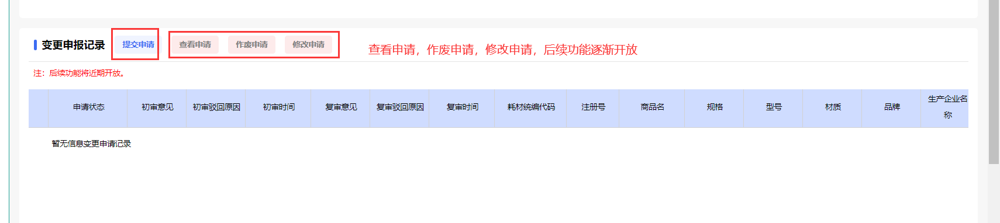 变更申报记录 提交申请 查看申请 作废申请 修改申请 查看申请，作废申请，修改申请，后续功能逐渐开放
注：后续功能将近期开放。
申请状态 初审意见 初审驳回原因 初审时间 复审意见 复审驳回原因 复审时间 耗材统编代码 注册号 商品名 规格 型号 材质 品牌 生产企业名
称
暂无信息变更申请记录